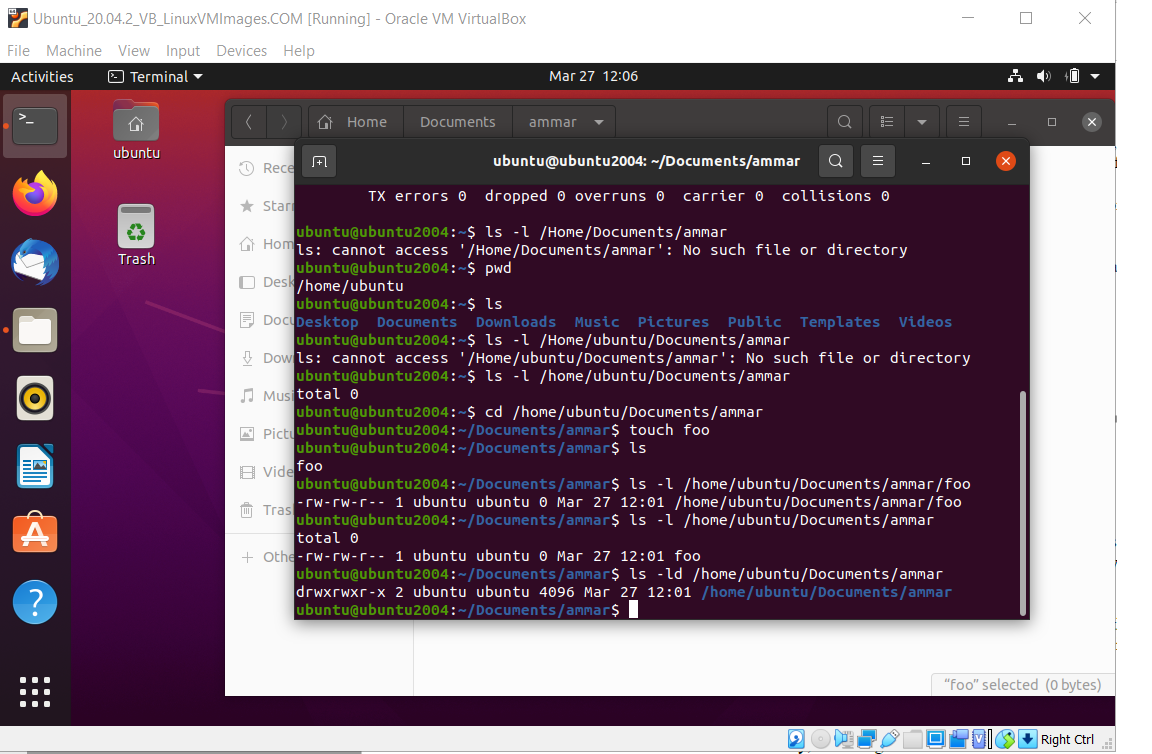 Ubuntu_20.04.2_VB_LinuxVMImages.COM [Running] - Oracle VM VirtualBox
File Machine View Input Devices Help
Activities Terminal Mar 27 12:06
ubuntu
Trash
Home Documents ammar
Rece
Starr
Hom
Desk
Docu
Dow
Musi
Pictu
Vide
Tras
Othe
ubuntu@ubuntu2004: ~/Documents/ammar
TX errors 0 dropped 0 overruns 0 carrier 0 collisions 0
ubuntu@ubuntu2004:~$ ls -l /Home/Documents/ammar
ls: cannot access '/Home/Documents/ammar': No such file or directory
ubuntu@ubuntu2004:~$ pwd
/home/ubuntu
ubuntu@ubuntu2004:~$ ls
Desktop Documents Downloads Music Pictures Public Templates Videos
ubuntu@ubuntu2004:~$ ls -l /Home/ubuntu/Documents/ammar
ls: cannot access '/Home/ubuntu/Documents/ammar': No such file or directory
ubuntu@ubuntu2004:~$ ls -l /home/ubuntu/Documents/ammar
total 0
ubuntu@ubuntu2004:~$ cd /home/ubuntu/Documents/ammar
ubuntu@ubuntu2004:~/Documents/ammar$ touch foo
ubuntu@ubuntu2004:~/Documents/ammar$ ls
foo
ubuntu@ubuntu2004:~/Documents/ammar$ ls -l /home/ubuntu/Documents/ammar/foo
-rw-rw-r-- 1 ubuntu ubuntu 0 Mar 27 12:01 /home/ubuntu/Documents/ammar/foo
ubuntu@ubuntu2004:~/Documents/ammar$ ls -l /home/ubuntu/Documents/ammar
total 0
-rw-rw-r-- 1 ubuntu ubuntu 0 Mar 27 12:01 foo
ubuntu@ubuntu2004:~/Documents/ammar$ ls -ld /home/ubuntu/Documents/ammar
drwxrwxr-x 2 ubuntu ubuntu 4096 Mar 27 12:01 /home/ubuntu/Documents/ammar
ubuntu@ubuntu2004:~/Documents/ammar$
“foo” selected (0 bytes)
Right Ctrl